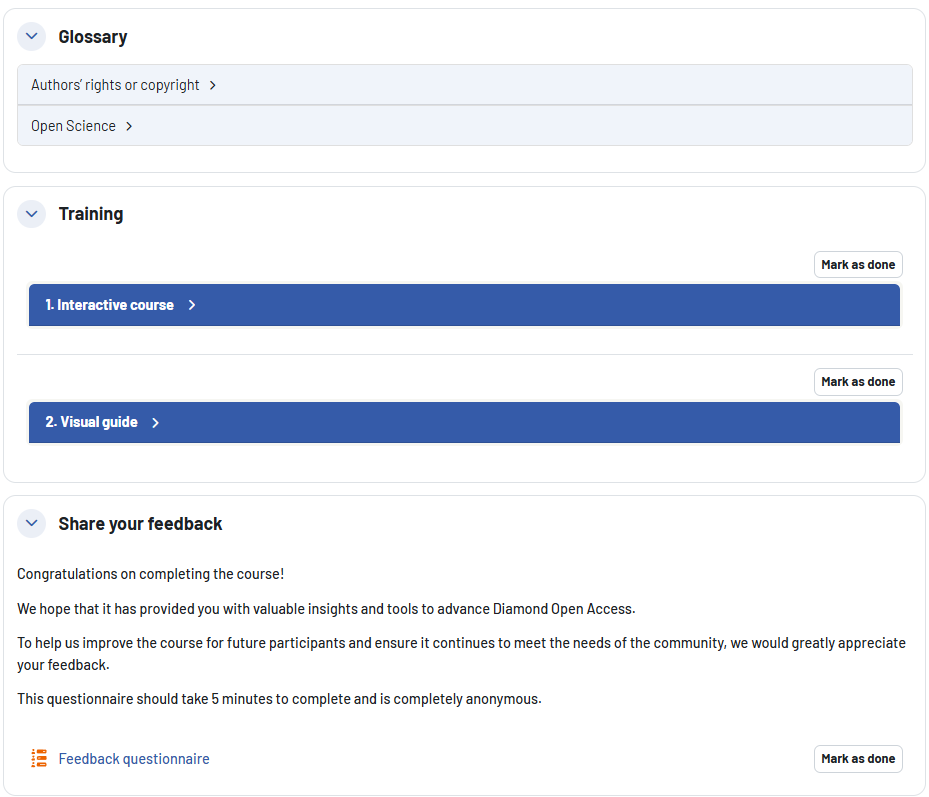 Glossary
Authors’ rights or copyright
Open Science
Training
Mark as done
1. Interactive course
Mark as done
2. Visual guide
Share your feedback
Congratulations on completing the course!
We hope that it has provided you with valuable insights and tools to advance Diamond Open Access.
To help us improve the course for future participants and ensure it continues to meet the needs of the community, we would greatly appreciate
your feedback.
This questionnaire should take 5 minutes to complete and is completely anonymous.
Feedback questionnaire
Mark as done